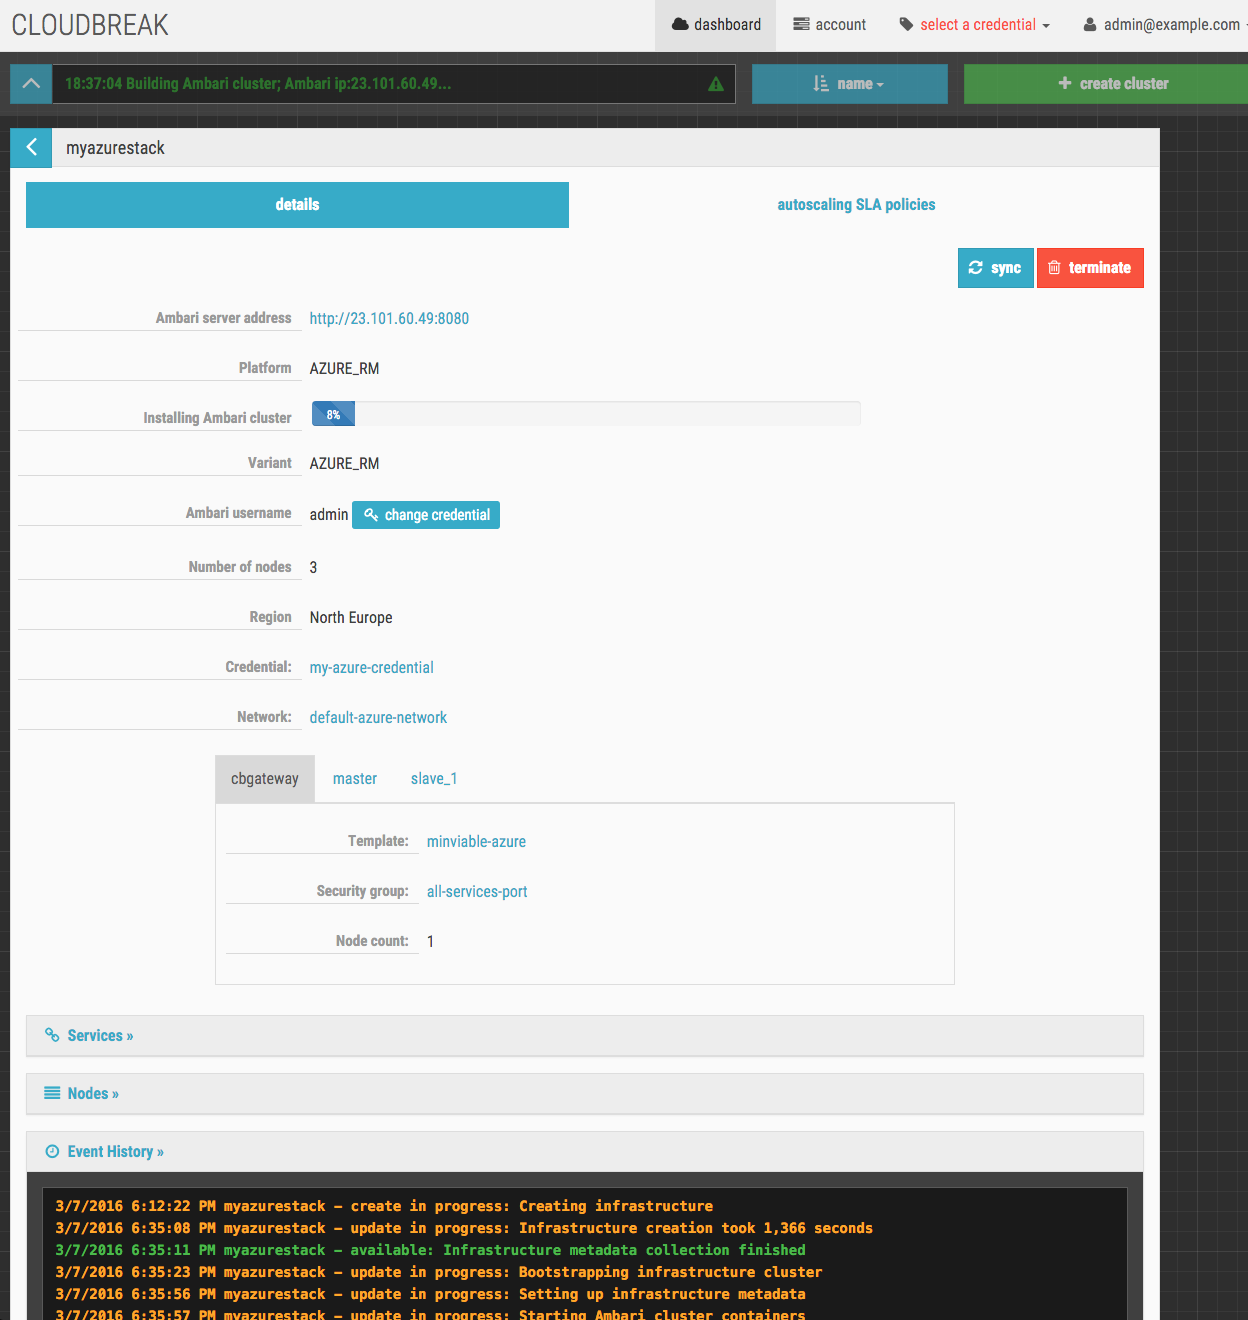 CLOUDBREAK
dashboard
account
select a credential
admin@example.com
18:37:04 Building Ambari cluster; Ambari ip:23.101.60.49...
name
create cluster
myazurestack
details
autoscaling SLA policies
sync
terminate
Ambari server address http://23.101.60.49:8080
Platform AZURE_RM
Installing Ambari cluster 8%
Variant AZURE_RM
Ambari username admin change credential
Number of nodes 3
Region North Europe
Credential: my-azure-credential
Network: default-azure-network
cbgateway master slave_1
Template: minviable-azure
Security group: all-services-port
Node count: 1
Services »
Nodes »
Event History »
3/7/2016 6:12:22 PM myazurestack - create in progress: Creating infrastructure
3/7/2016 6:35:08 PM myazurestack - update in progress: Infrastructure creation took 1,366 seconds
3/7/2016 6:35:11 PM myazurestack - available: Infrastructure metadata collection finished
3/7/2016 6:35:23 PM myazurestack - update in progress: Bootstrapping infrastructure cluster
3/7/2016 6:35:56 PM myazurestack - update in progress: Setting up infrastructure metadata
3/7/2016 6:35:57 PM myazurestack - update in progress: Starting Ambari cluster containers